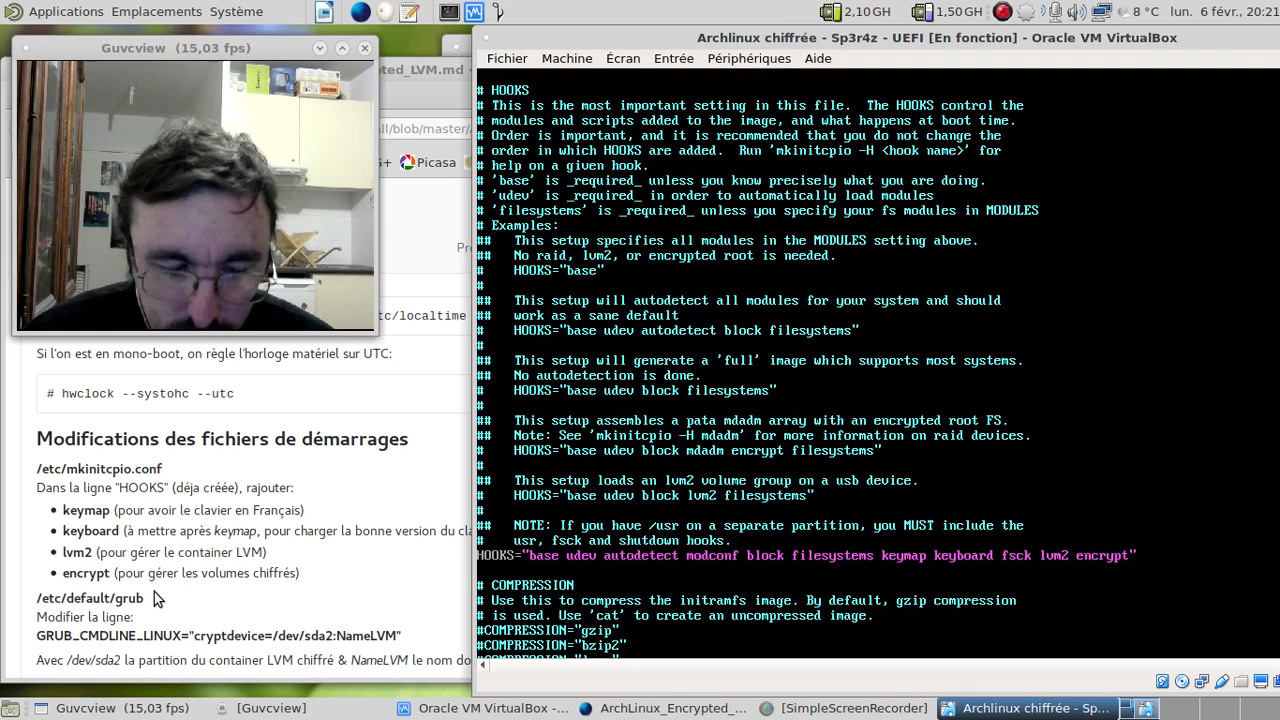 Applications Emplacements Système
2,10 GH
1,50 GH
8 °C
lun. 6 févr., 20:21
Guvcview (15,03 fps)
pted_LVM.md -
all/blob/master/
G+ Picasa
tc/localtime
Si l'on est en mono-boot, on règle l'horloge matériel sur UTC:
# hwclock --systohc --utc
Modifications des fichiers de démarrages
/etc/mkinitcpio.conf
Dans la ligne "HOOKS" (déja créée), rajouter:
• keymap (pour avoir le clavier en Français)
• keyboard (à mettre après keymap, pour charger la bonne version du cla
• lvm2 (pour gérer le container LVM)
• encrypt (pour gérer les volumes chiffrés)
/etc/default/grub
Modifier la ligne:
GRUB_CMDLINE_LINUX="cryptdevice=/dev/sda2:NameLVM"
Avec /dev/sda2 la partition du container LVM chiffré & NameLVM le nom do
Archlinux chiffrée - Sp3r4z - UEFI [En fonction] - Oracle VM VirtualBox
Fichier Machine Écran Entrée Périphériques Aide
# HOOKS
# This is the most important setting in this file.  The HOOKS control the
# modules and scripts added to the image, and what happens at boot time.
# Order is important, and it is recommended that you do not change the
# order in which HOOKS are added.  Run 'mkinitcpio -H <hook name>' for
# help on a given hook.
# 'base' is _required_ unless you know precisely what you are doing.
# 'udev' is _required_ in order to automatically load modules
# 'filesystems' is _required_ unless you specify your fs modules in MODULES
# Examples:
##   This setup specifies all modules in the MODULES setting above.
##   No raid, lvm2, or encrypted root is needed.
#    HOOKS="base"
#
##   This setup will autodetect all modules for your system and should
##   work as a sane default
#    HOOKS="base udev autodetect block filesystems"
#
##   This setup will generate a 'full' image which supports most systems.
##   No autodetection is done.
#    HOOKS="base udev block filesystems"
#
##   This setup assembles a pata mdadm array with an encrypted root FS.
##   Note: See 'mkinitcpio -H mdadm' for more information on raid devices.
#    HOOKS="base udev block mdadm encrypt filesystems"
#
##   This setup loads an lvm2 volume group on a usb device.
#    HOOKS="base udev block lvm2 filesystems"
#
##   NOTE: If you have /usr on a separate partition, you MUST include the
#    usr, fsck and shutdown hooks.
HOOKS="base udev autodetect modconf block filesystems keymap keyboard fsck lvm2 encrypt"
# COMPRESSION
# Use this to compress the initramfs image. By default, gzip compression
# is used. Use 'cat' to create an uncompressed image.
#COMPRESSION="gzip"
#COMPRESSION="bzip2"
Guvcview (15,03 fps)
[Guvcview]
Oracle VM VirtualBox -...
ArchLinux_Encrypted_...
[SimpleScreenRecorder]
Archlinux chiffrée - Sp...